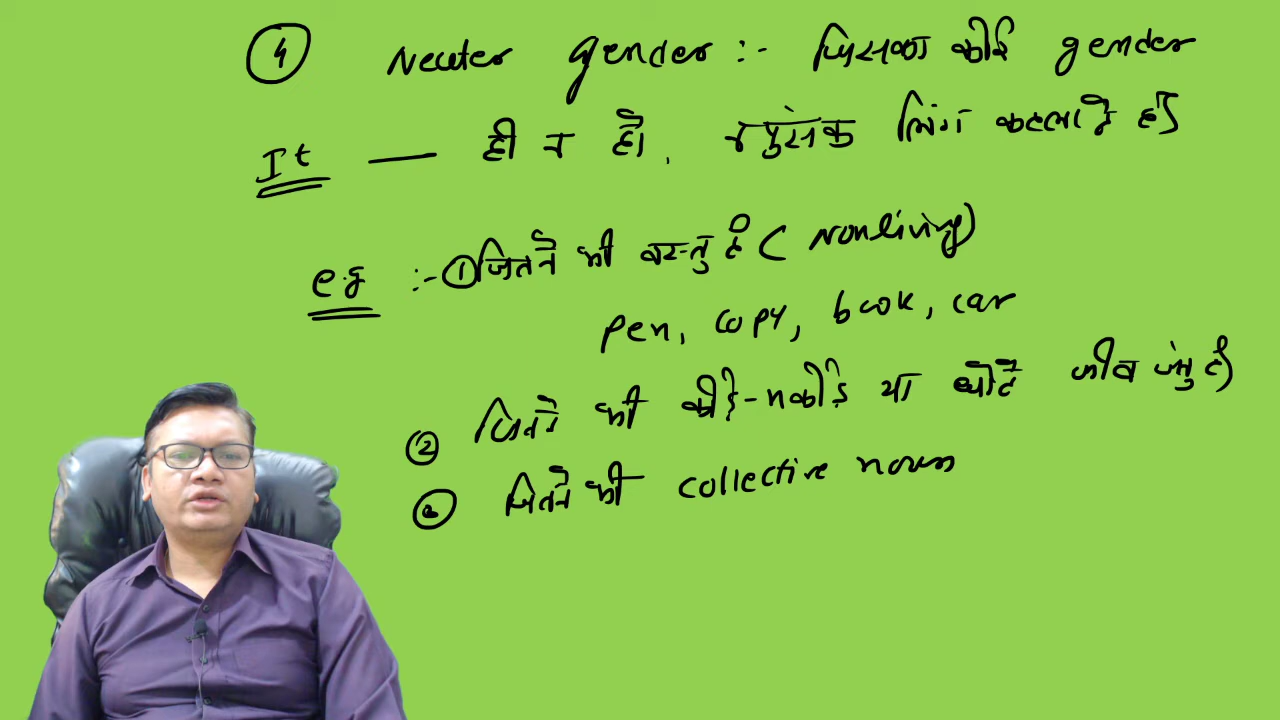 ④ Neuter gender :- जिसका कोई gender
It — ही न हो, नपुंसक लिंग कहलाते हैं
e.g :- ① जितने भी वस्तु है ( nonliving)
pen, copy, book, car
② जितने भी कीड़े-मकोड़े या छोटे जीव जंतु है)
③ जितने भी collective noun